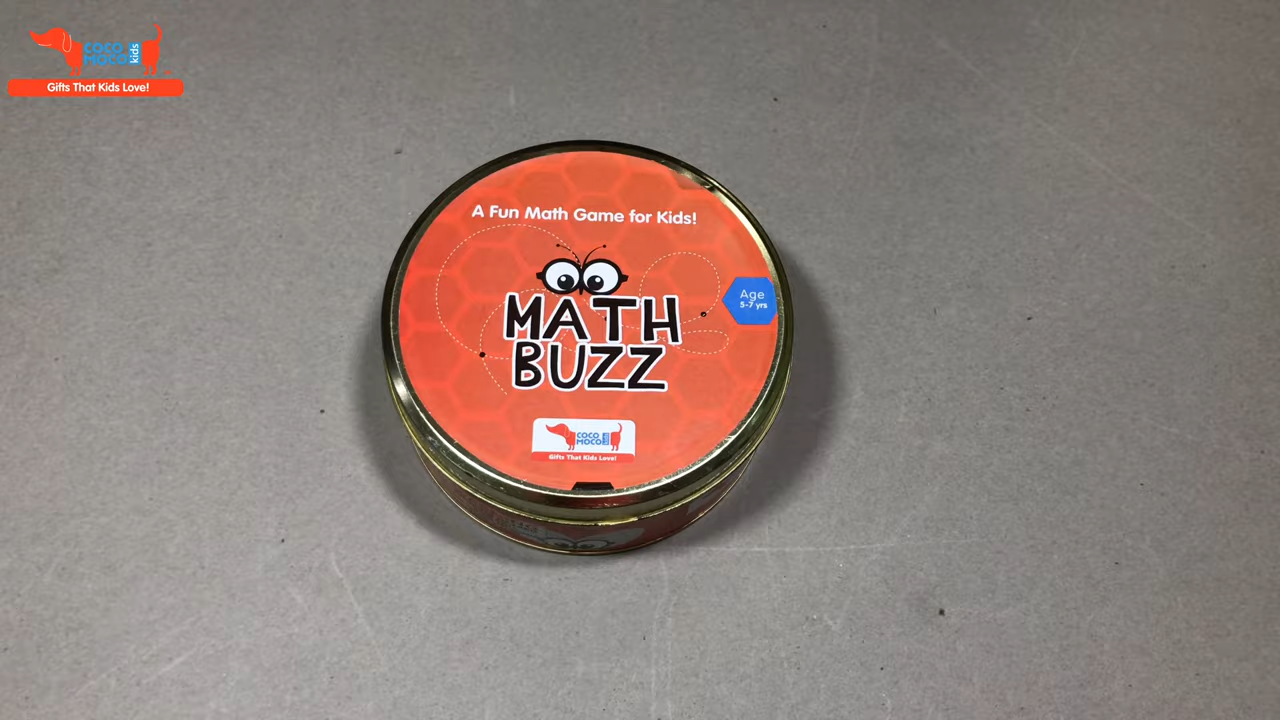 COCO
MOCO
kids
Gifts That Kids Love!
A Fun Math Game for Kids!
Age
5-7 yrs
MATH
BUZZ
COCO
MOCO
kids
Gifts That Kids Love!